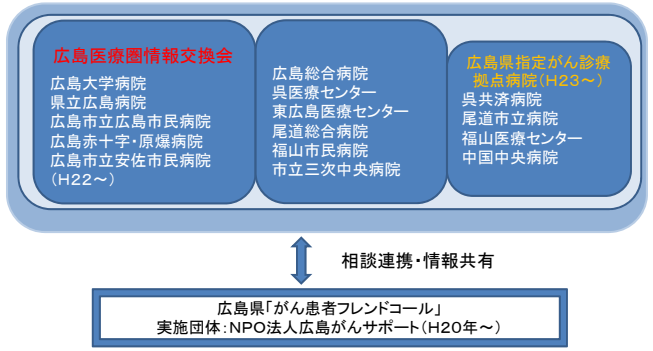 広島医療圏情報交換会
広島大学病院
県立広島病院
広島市立広島市民病院
広島赤十字・原爆病院
広島市立安佐市民病院
(H22～)
広島総合病院
呉医療センター
東広島医療センター
尾道総合病院
福山市民病院
市立三次中央病院
広島県指定がん診療
拠点病院(H23～)
呉共済病院
尾道市立病院
福山医療センター
中国中央病院
相談連携・情報共有
広島県「がん患者フレンドコール」
実施団体:NPO法人広島がんサポート(H20年～)